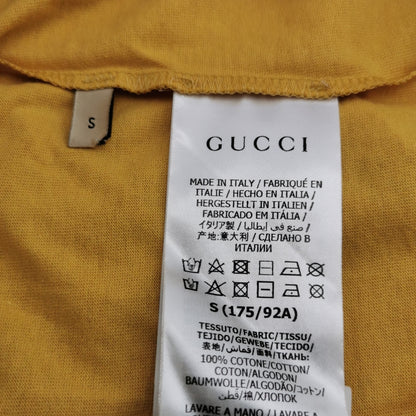 S
GUCCI
MADE IN ITALY / FABRIQUÉ EN
ITALIE / HECHO EN ITALIA /
HERGESTELLT IN ITALIEN /
FABRICADO EM ITÁLIA /
イタリア製 / صنع في إيطاليا /
产地:意大利 / СДЕЛАНО В
ИТАЛИИ
S (175/92A)
TESSUTO/FABRIC/TISSU/
TEJIDO/GEWEBE/TECIDO/
表地/قماش/面料/ТКАНЬ:
100% COTONE/COTTON/
COTON/ALGODON/
BAUMWOLLE/ALGODÃO/コットン/
قطن/棉/ХЛОПОК
LAVARE A MANO / LAVARE A